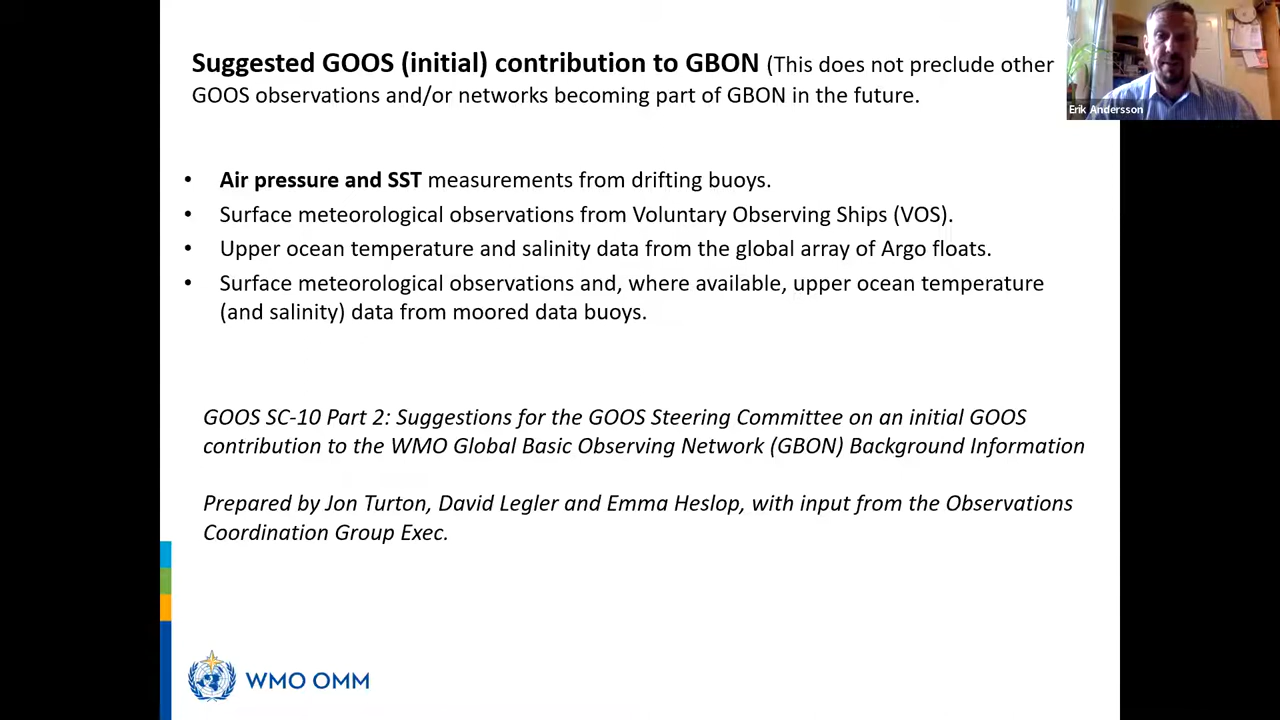 Suggested GOOS (initial) contribution to GBON (This does not preclude other
GOOS observations and/or networks becoming part of GBON in the future.
Erik Andersson
• Air pressure and SST measurements from drifting buoys.
• Surface meteorological observations from Voluntary Observing Ships (VOS).
• Upper ocean temperature and salinity data from the global array of Argo floats.
• Surface meteorological observations and, where available, upper ocean temperature
(and salinity) data from moored data buoys.
GOOS SC-10 Part 2: Suggestions for the GOOS Steering Committee on an initial GOOS
contribution to the WMO Global Basic Observing Network (GBON) Background Information
Prepared by Jon Turton, David Legler and Emma Heslop, with input from the Observations
Coordination Group Exec.
WMO OMM